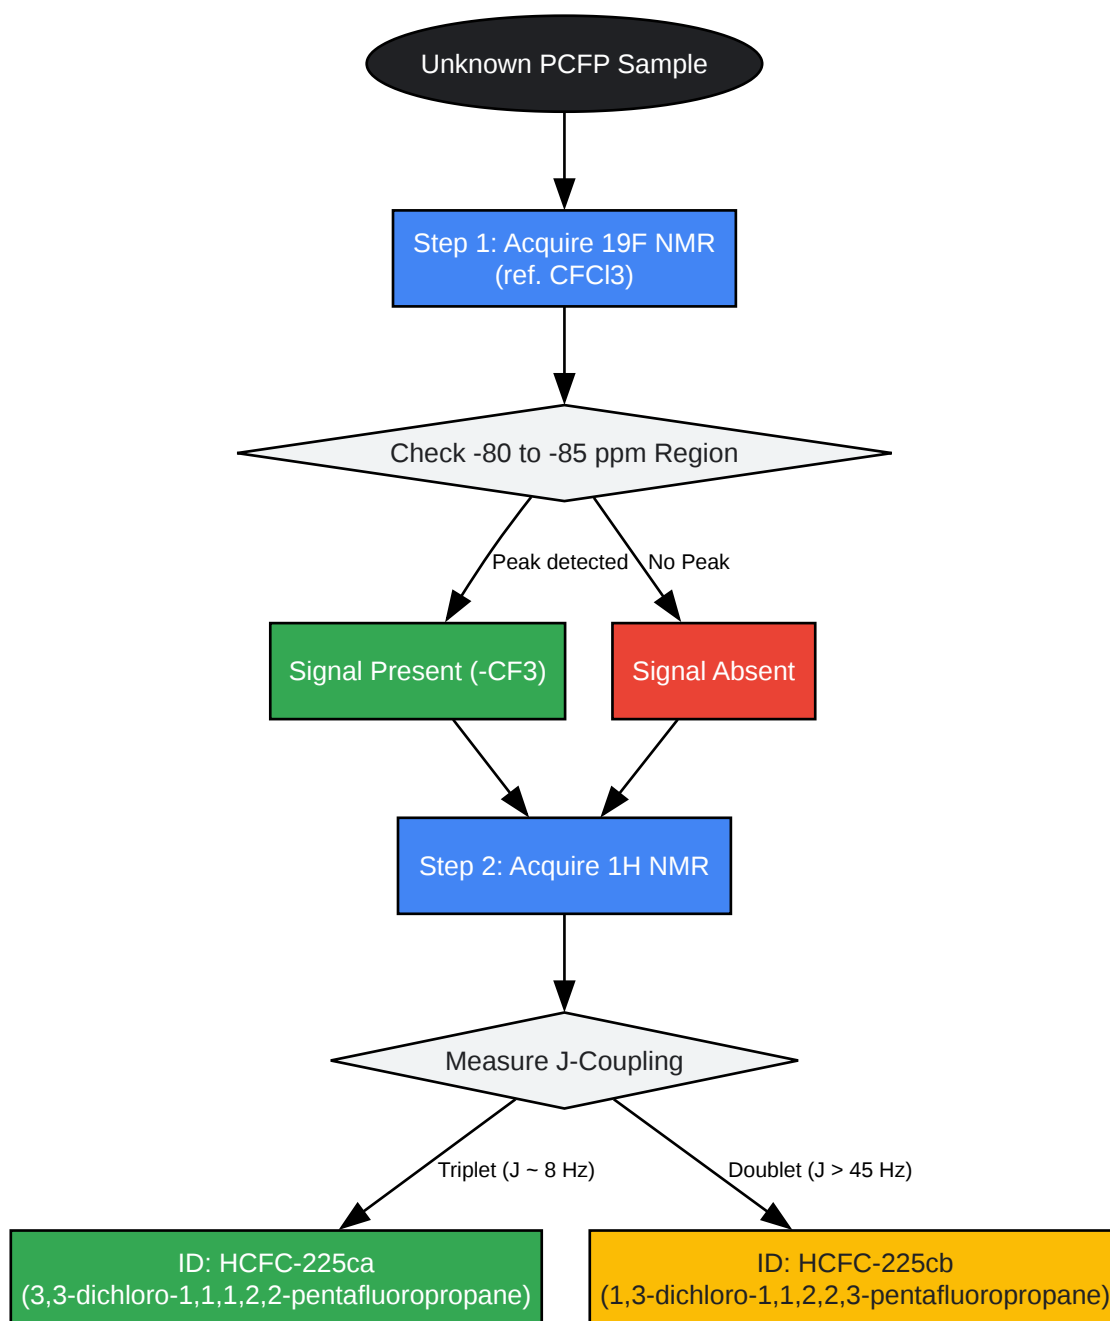 Unknown PCFP Sample
Step 1: Acquire 19F NMR
(ref. CFCl3)
Check -80 to -85 ppm Region
Peak detected
No Peak
Signal Present (-CF3)
Signal Absent
Step 2: Acquire 1H NMR
Measure J-Coupling
Triplet (J ~ 8 Hz)
Doublet (J > 45 Hz)
ID: HCFC-225ca
(3,3-dichloro-1,1,1,2,2-pentafluoropropane)
ID: HCFC-225cb
(1,3-dichloro-1,1,2,2,3-pentafluoropropane)